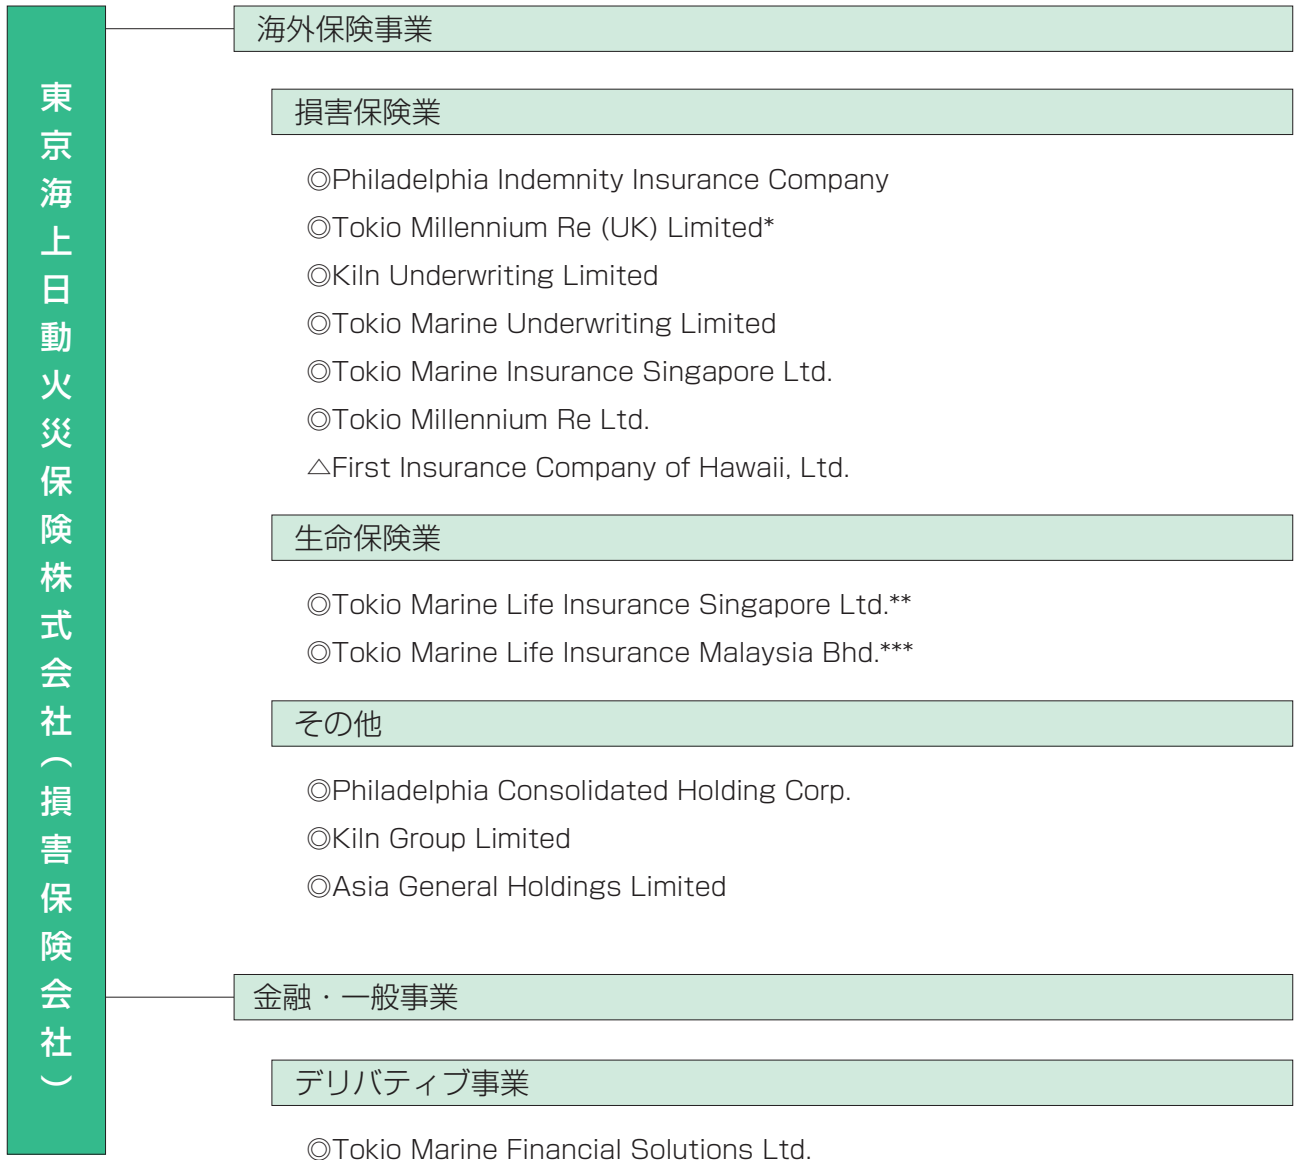 東京海上日動火災保険株式会社（損害保険会社）
海外保険事業
損害保険業
◎Philadelphia Indemnity Insurance Company
◎Tokio Millennium Re (UK) Limited*
◎Kiln Underwriting Limited
◎Tokio Marine Underwriting Limited
◎Tokio Marine Insurance Singapore Ltd.
◎Tokio Millennium Re Ltd.
△First Insurance Company of Hawaii, Ltd.
生命保険業
◎Tokio Marine Life Insurance Singapore Ltd.**
◎Tokio Marine Life Insurance Malaysia Bhd.***
その他
◎Philadelphia Consolidated Holding Corp.
◎Kiln Group Limited
◎Asia General Holdings Limited
金融・一般事業
デリバティブ事業
◎Tokio Marine Financial Solutions Ltd.